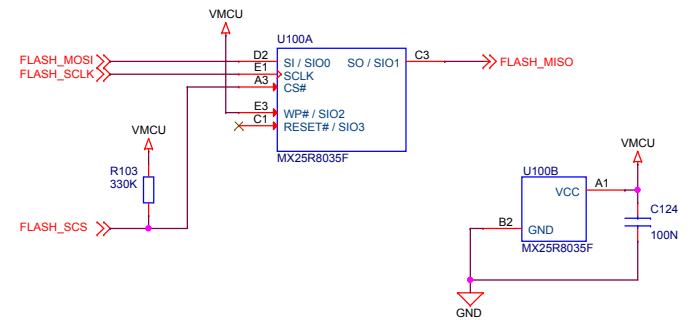 VMCU
U100A
FLASH_MOSI
D2
SI / SIO0
SO / SIO1
C3
FLASH_MISO
FLASH_SCLK
E1
SCLK
A3
CS#
E3
WP# / SIO2
C1
RESET# / SIO3
MX25R8035F
VMCU
R103
330K
FLASH_SCS
VMCU
U100B
VCC
A1
B2
GND
MX25R8035F
C124
100N
GND